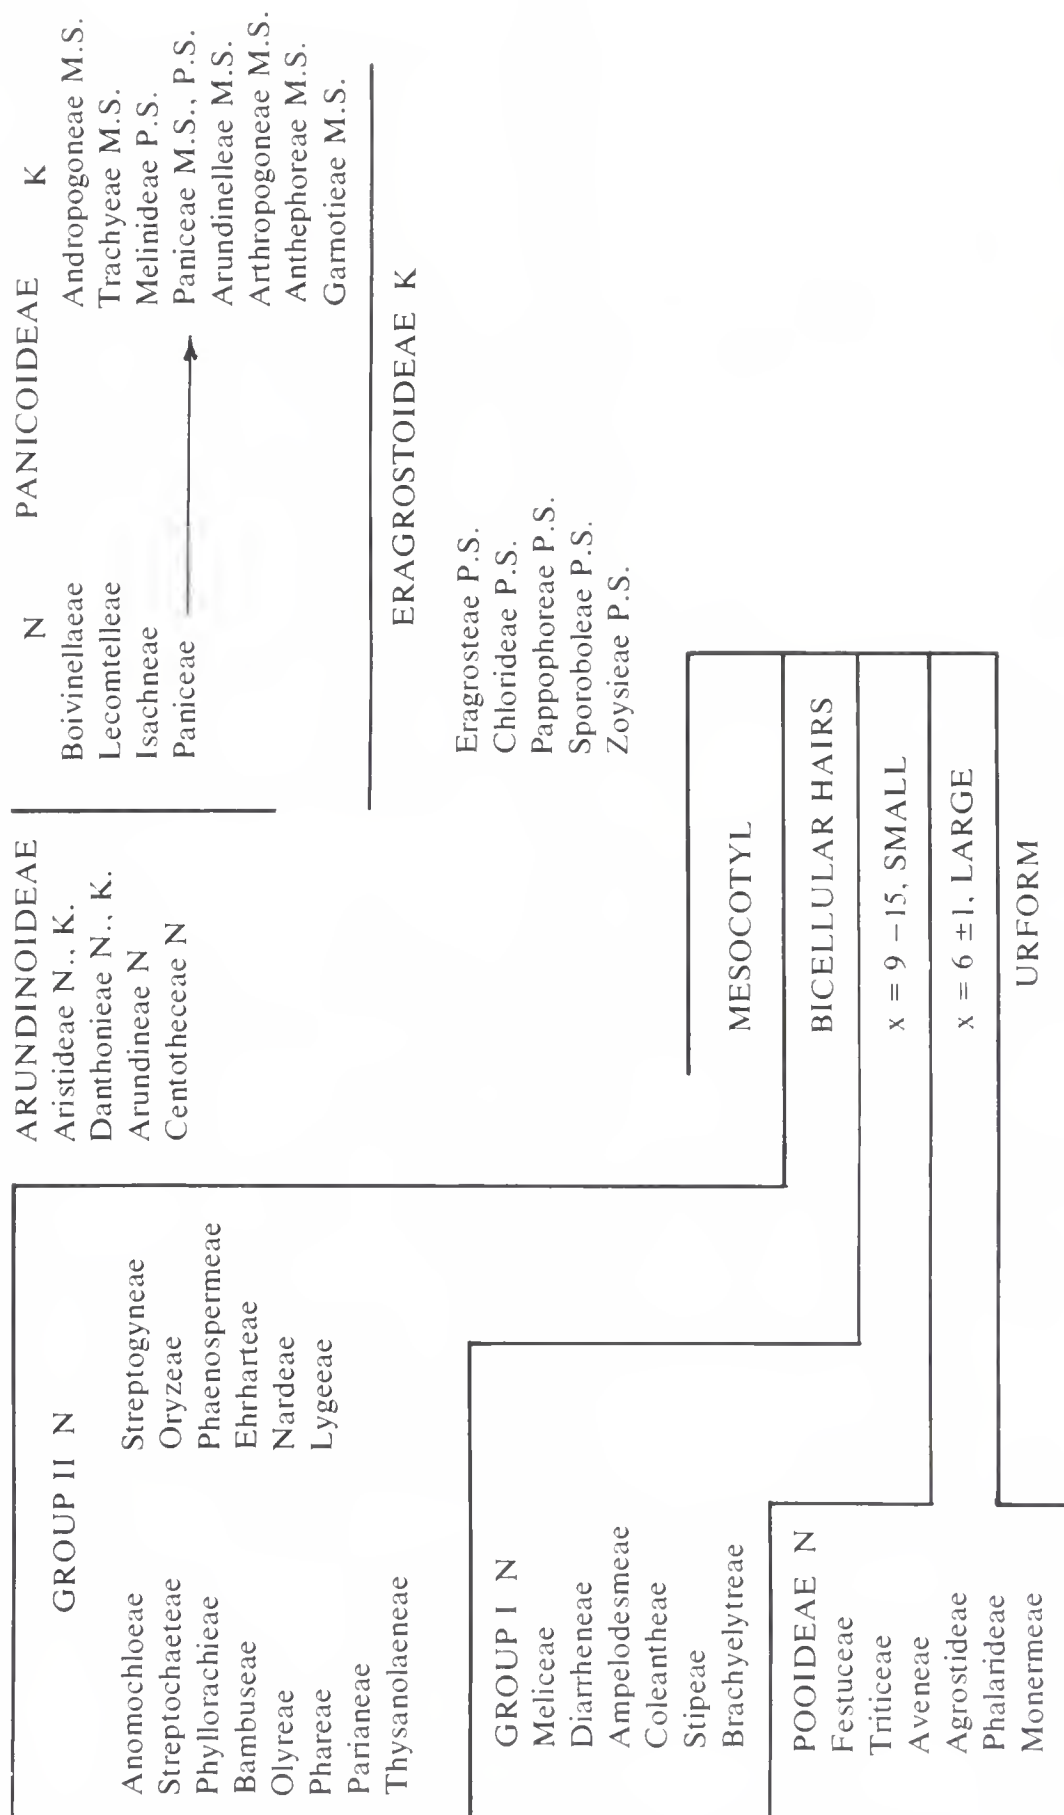 GROUP II N
Anomochloeae
Streptochaeteae
Phyllorachieae
Bambuseae
Olyreae
Phareae
Parianeae
Thysanolaeneae
Streptogyneae
Oryzeae
Phaenospermeae
Ehrharteae
Nardeae
Lygeeae
GROUP I N
Meliceae
Diarrheneae
Ampelodesmeae
Coleantheae
Stipeae
Brachyelytreae
POOIDEAE N
Festuceae
Triticeae
Aveneae
Agrostideae
Phalarideae
Monermeae
ARUNDINOIDEAE
Aristideae N., K.
Danthonieae N., K.
Arundineae N
Centotheceae N
N PANICOIDEAE K
Boivinellaeae
Lecomtelleae
Isachneae
Paniceae
Andropogoneae M.S.
Trachyeae M.S.
Melinideae P.S.
Paniceae M.S., P.S.
Arundinelleae M.S.
Arthropogoneae M.S.
Anthephoreae M.S.
Garnotieae M.S.
ERAGROSTOIDEAE K
Eragrosteae P.S.
Chlorideae P.S.
Pappophoreae P.S.
Sporoboleae P.S.
Zoysieae P.S.
MESOCOTYL
BICELLULAR HAIRS
x = 9 – 15, SMALL
x = 6 ±1, LARGE
URFORM